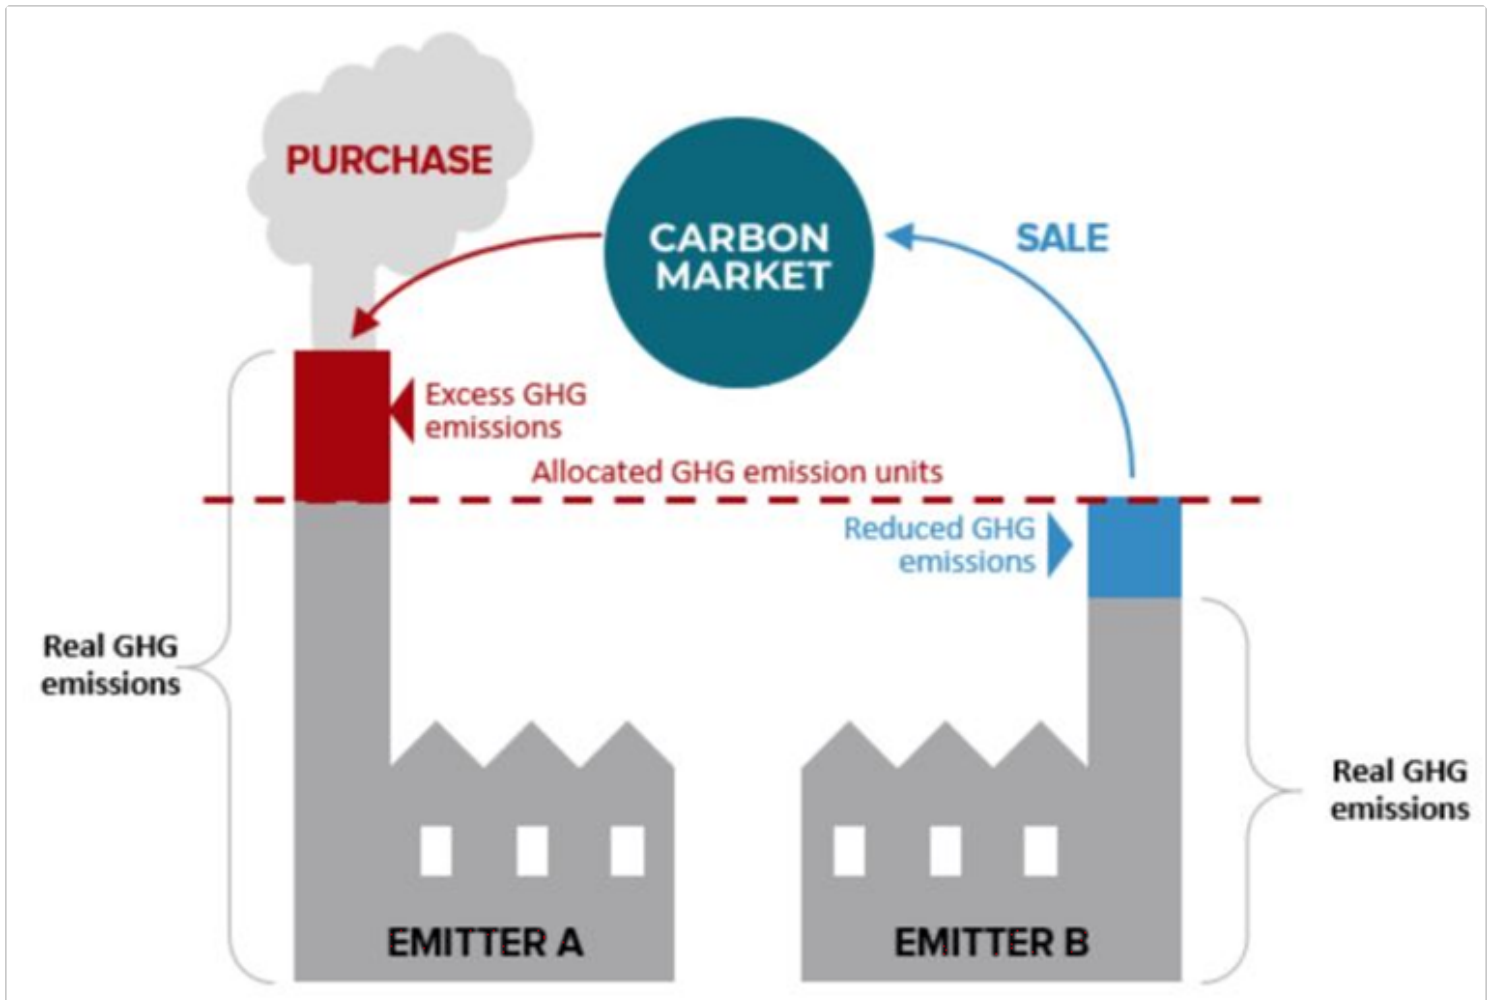 PURCHASE
CARBON
MARKET
SALE
Excess GHG
emissions
Allocated GHG emission units
Reduced GHG
emissions
Real GHG
emissions
Real GHG
emissions
EMITTER A
EMITTER B